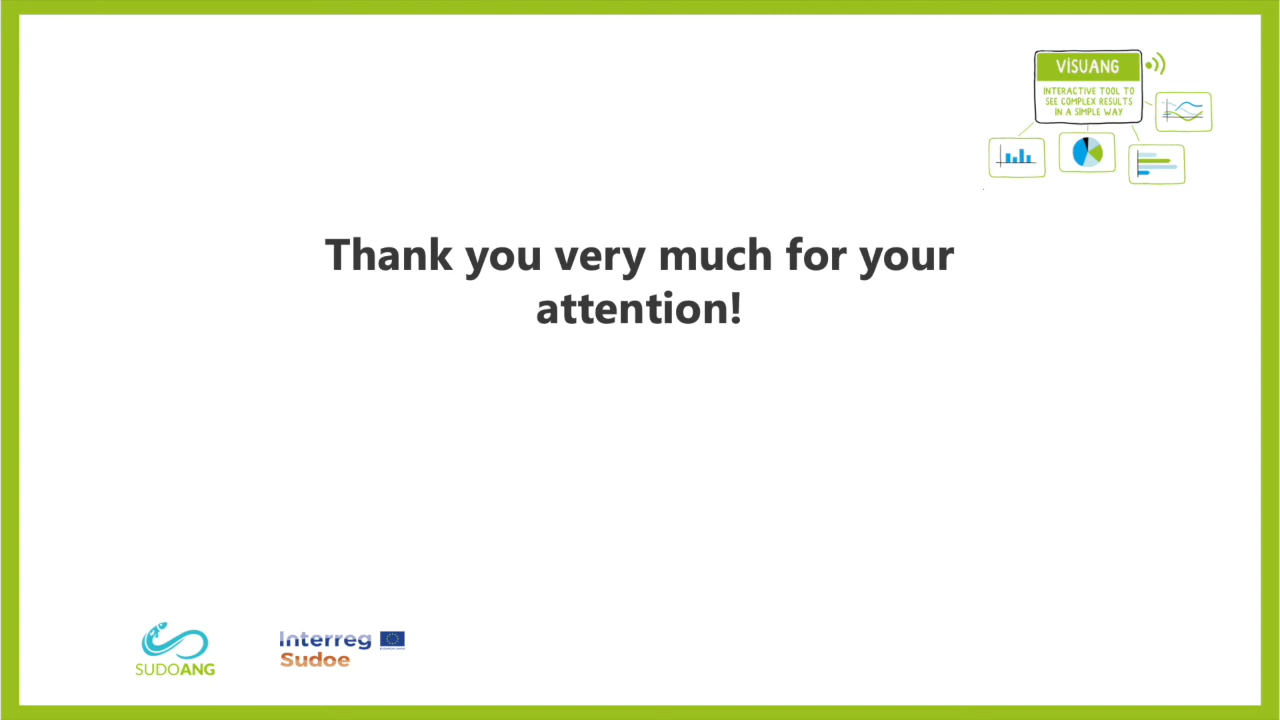 VISUANG
INTERACTIVE TOOL TO
SEE COMPLEX RESULTS
IN A SIMPLE WAY
Thank you very much for your
attention!
SUDOANG
Interreg
Sudoe